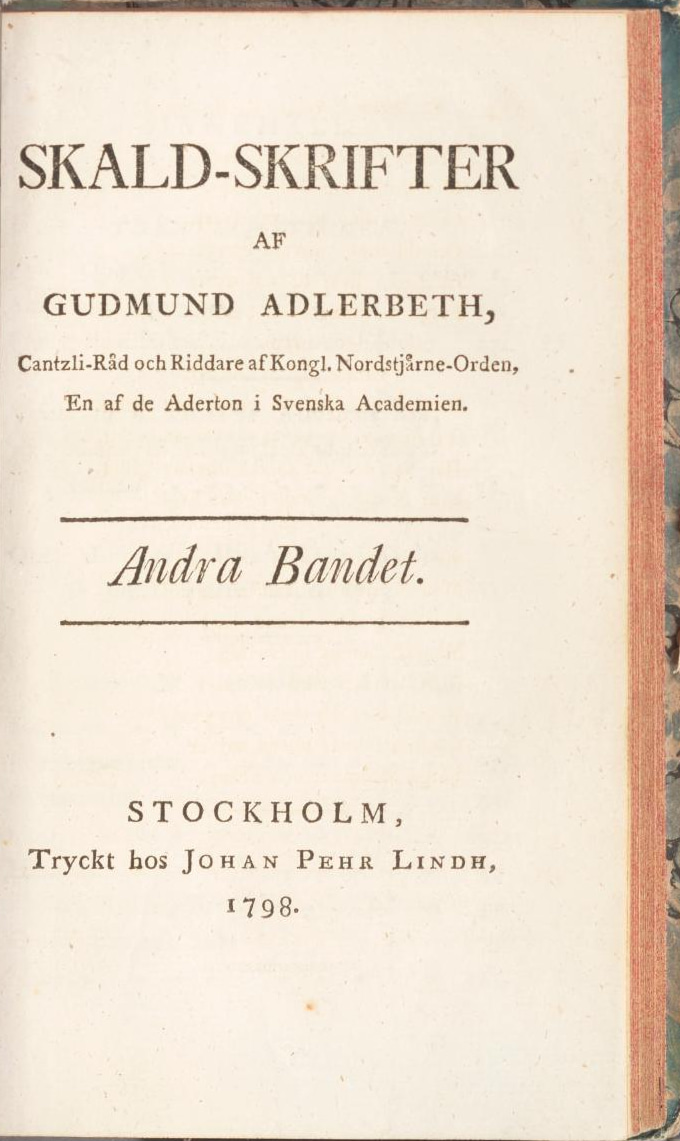 SKALD-SKRIFTER
AF
GUDMUND ADLERBETH,
Cantzli-Råd och Riddare af Kongl. Nordstjårne-Orden,
En af de Aderton i Svenska Academien.
Andra Bandet.
STOCKHOLM,
Tryckt hos JOHAN PEHR LINDH,
1798.